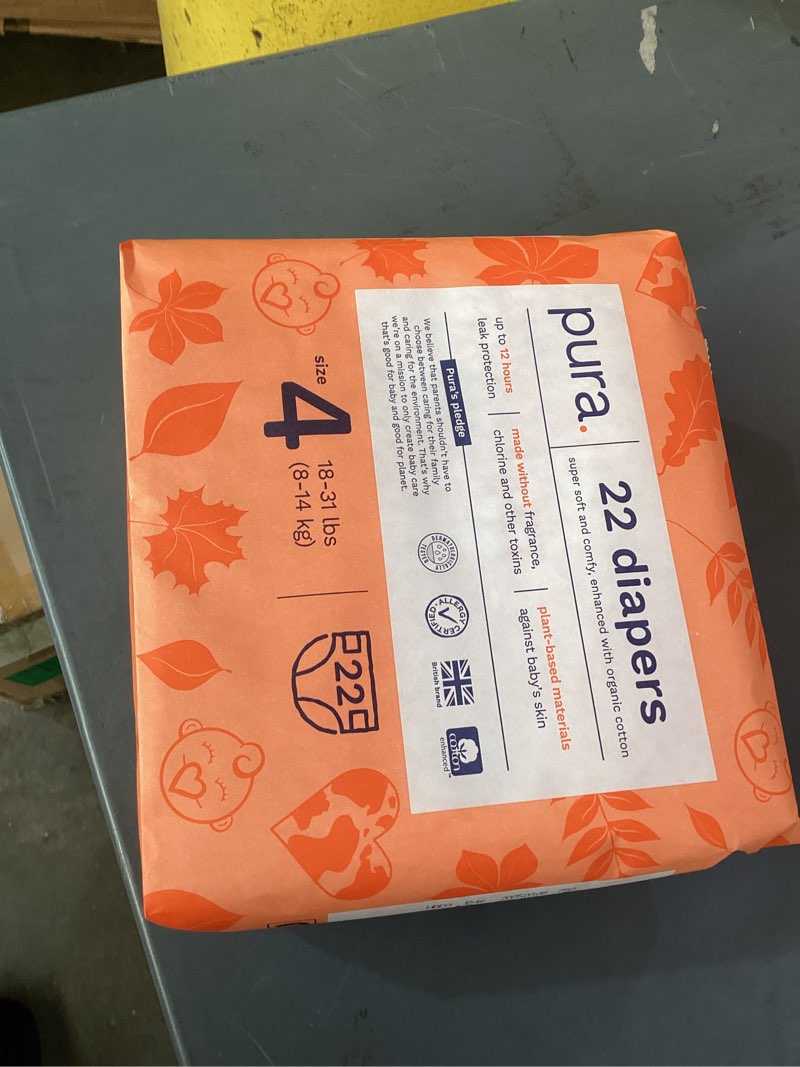 pura.
22 diapers
super soft and comfy, enhanced with organic cotton
up to 12 hours
leak protection
made without fragrance,
chlorine and other toxins
plant-based materials
against baby's skin
Pura's pledge
We believe that parents shouldn't have to
choose between caring for their family
and caring for the environment. That's why
we're on a mission to only create baby care
that's good for baby and good for planet.
DERMATOLOGICALLY
TESTED
ALLERGY
CERTIFIED
British brand
cotton
enhanced™
size
4
18-31 lbs
(8-14 kg)
22